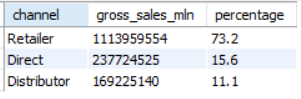 channel gross_sales_mln percentage
Retailer 1113959554 73.2
Direct 237724525 15.6
Distributor 169225140 11.1